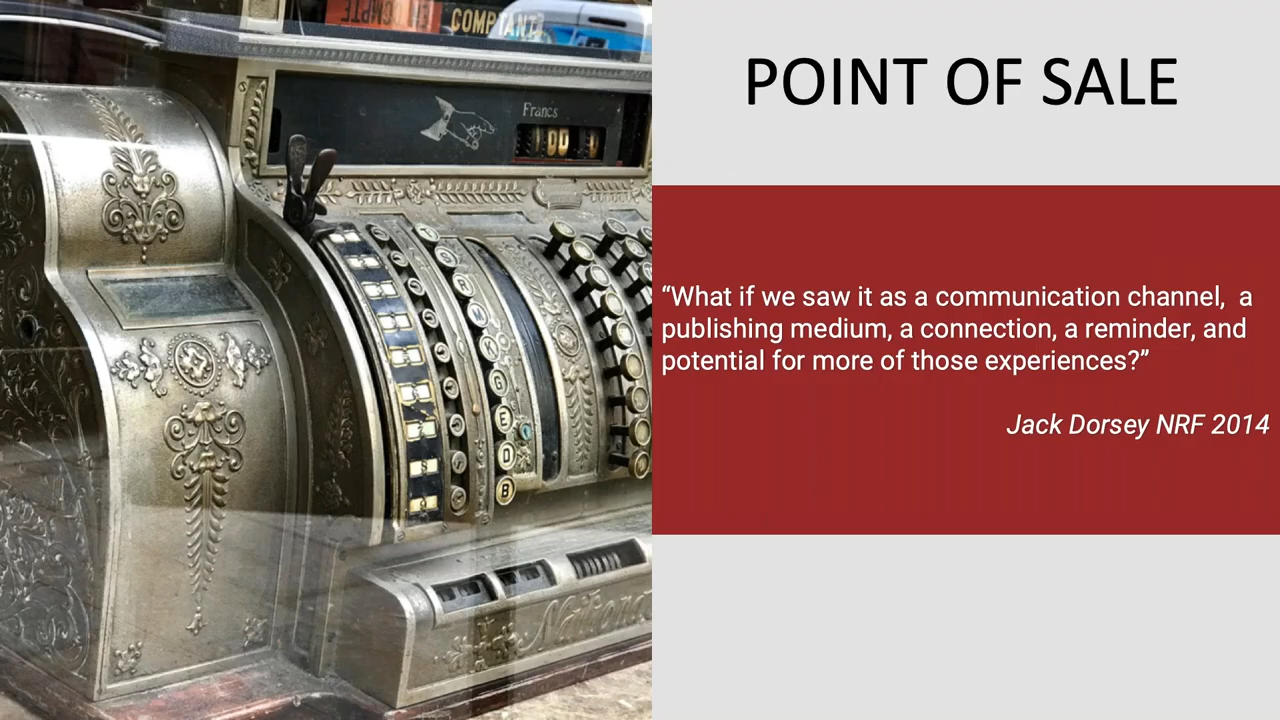 COMPTANT
Francs
POINT OF SALE
“What if we saw it as a communication channel,  a
publishing medium, a connection, a reminder, and
potential for more of those experiences?”
Jack Dorsey NRF 2014
T
S
R
M
K
G
E
D
B